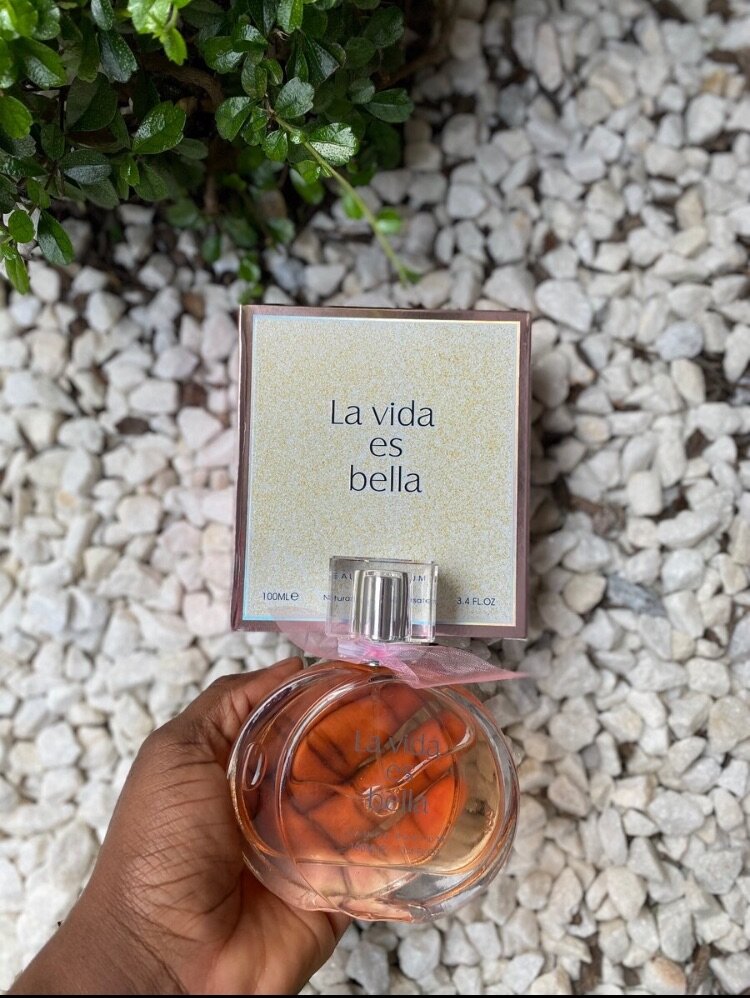 La vida
es
bella
100ML℮
3.4 FL.OZ
La vida
es
bella